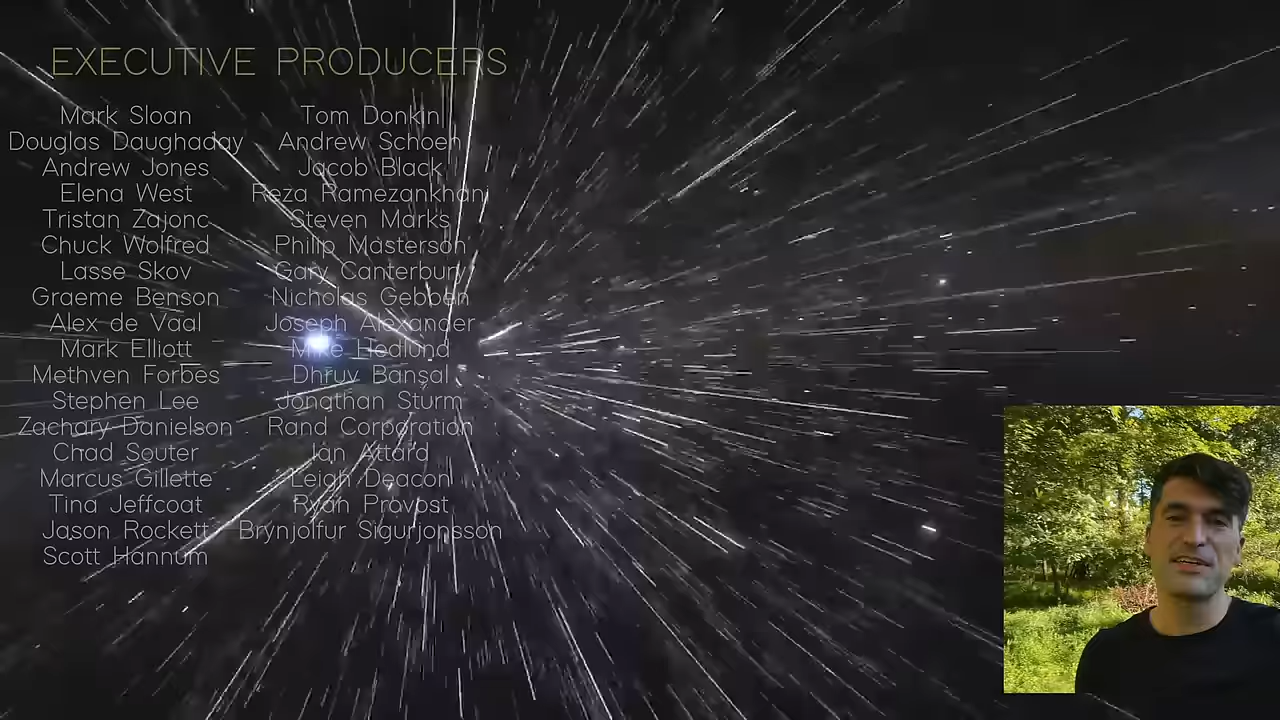 EXECUTIVE PRODUCERS
Mark Sloan
Douglas Daughaday
Andrew Jones
Elena West
Tristan Zajonc
Chuck Wolfred
Lasse Skov
Graeme Benson
Alex de Vaal
Mark Elliott
Methven Forbes
Stephen Lee
Zachary Danielson
Chad Souter
Marcus Gillette
Tina Jeffcoat
Jason Rockett
Scott Hannum
Tom Donkin
Andrew Schoen
Jacob Black
Reza Ramezankhani
Steven Marks
Philip Masterson
Gary Canterbury
Nicholas Gebben
Joseph Alexander
Mike Hedlund
Dhruv Bansal
Jonathan Sturm
Rand Corporation
Ian Attard
Leigh Deacon
Ryan Provost
Brynjolfur Sigurjonsson